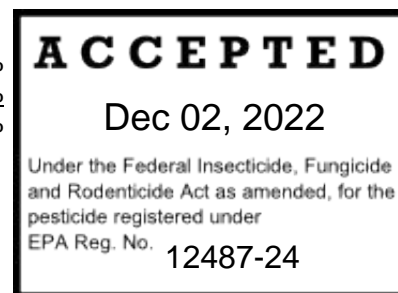 ACCEPTED
Dec 02, 2022
Under the Federal Insecticide, Fungicide
and Rodenticide Act as amended, for the
pesticide registered under
EPA Reg. No. 12487-24